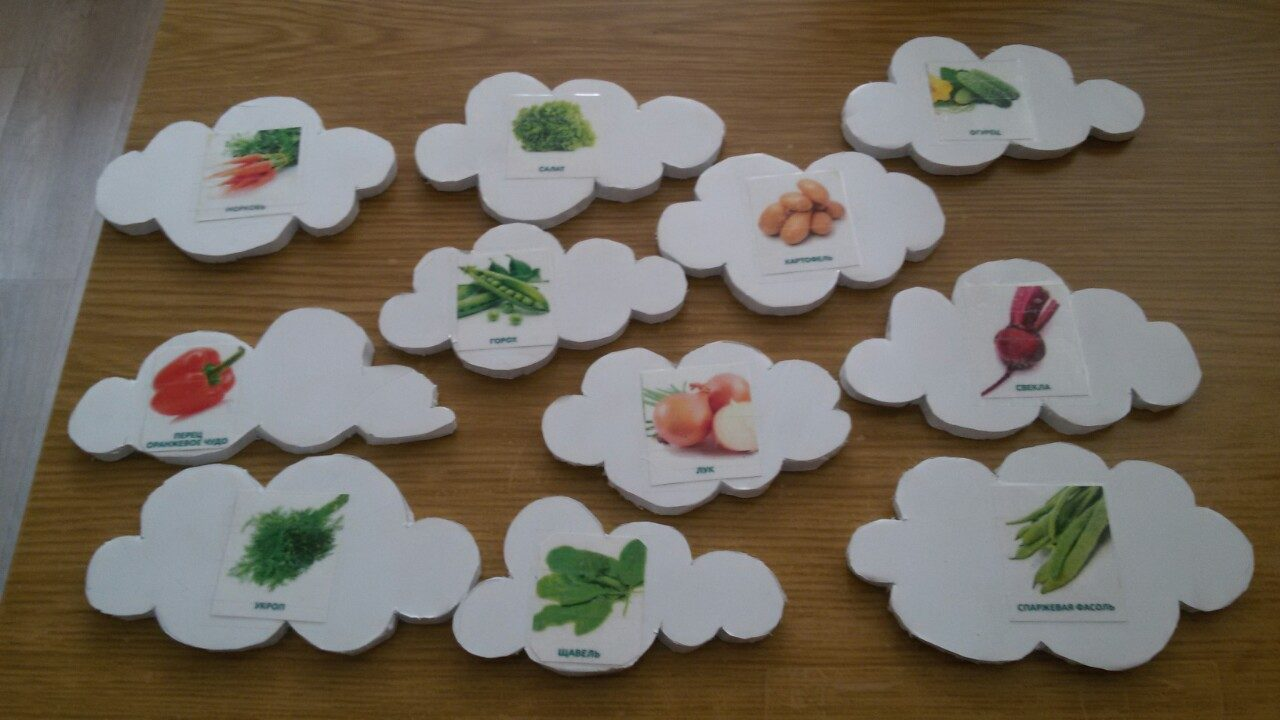 МОРКОВЬ
САЛАТ
ОГУРЕЦ
КАРТОФЕЛЬ
ГОРОХ
СВЕКЛА
ПЕРЕЦ
ОРАНЖЕВОЕ ЧУДО
ЛУК
УКРОП
ЩАВЕЛЬ
СПАРЖЕВАЯ ФАСОЛЬ